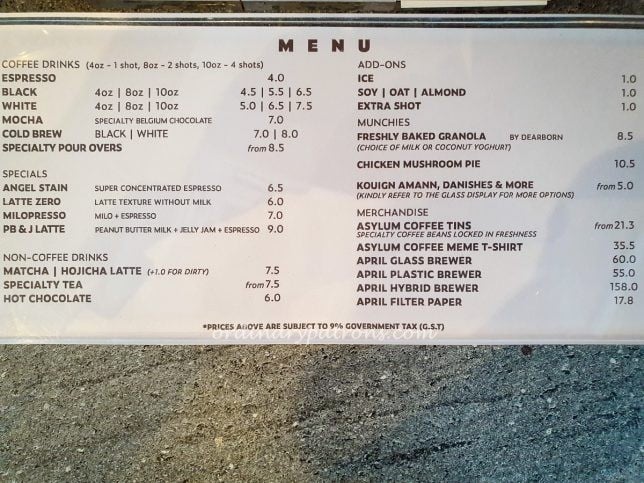 MENU
COFFEE DRINKS (4oz - 1 shot, 8oz - 2 shots, 10oz - 4 shots)
ESPRESSO 4.0
BLACK 4oz | 8oz | 10oz 4.5 | 5.5 | 6.5
WHITE 4oz | 8oz | 10oz 5.0 | 6.5 | 7.5
MOCHA SPECIALTY BELGIUM CHOCOLATE 7.0
COLD BREW BLACK | WHITE 7.0 | 8.0
SPECIALTY POUR OVERS from 8.5
SPECIALS
ANGEL STAIN SUPER CONCENTRATED ESPRESSO 6.5
LATTE ZERO LATTE TEXTURE WITHOUT MILK 6.0
MILOPRESSO MILO + ESPRESSO 7.0
PB & J LATTE PEANUT BUTTER MILK + JELLY JAM + ESPRESSO 9.0
NON-COFFEE DRINKS
MATCHA | HOJICHA LATTE (+1.0 FOR DIRTY) 7.5
SPECIALTY TEA from 7.5
HOT CHOCOLATE 6.0
ADD-ONS
ICE 1.0
SOY | OAT | ALMOND 1.0
EXTRA SHOT 1.0
MUNCHIES
FRESHLY BAKED GRANOLA BY DEARBORN 8.5
(CHOICE OF MILK OR COCONUT YOGHURT)
CHICKEN MUSHROOM PIE 10.5
KOUIGN AMANN, DANISHES & MORE from 5.0
(KINDLY REFER TO THE GLASS DISPLAY FOR MORE OPTIONS)
MERCHANDISE
ASYLUM COFFEE TINS from 21.3
SPECIALTY COFFEE BEANS LOCKED IN FRESHNESS
ASYLUM COFFEE MEME T-SHIRT 35.5
APRIL GLASS BREWER 60.0
APRIL PLASTIC BREWER 55.0
APRIL HYBRID BREWER 158.0
APRIL FILTER PAPER 17.8
*PRICES ABOVE ARE SUBJECT TO 9% GOVERNMENT TAX (G.S.T)
ordinarypatrons.com